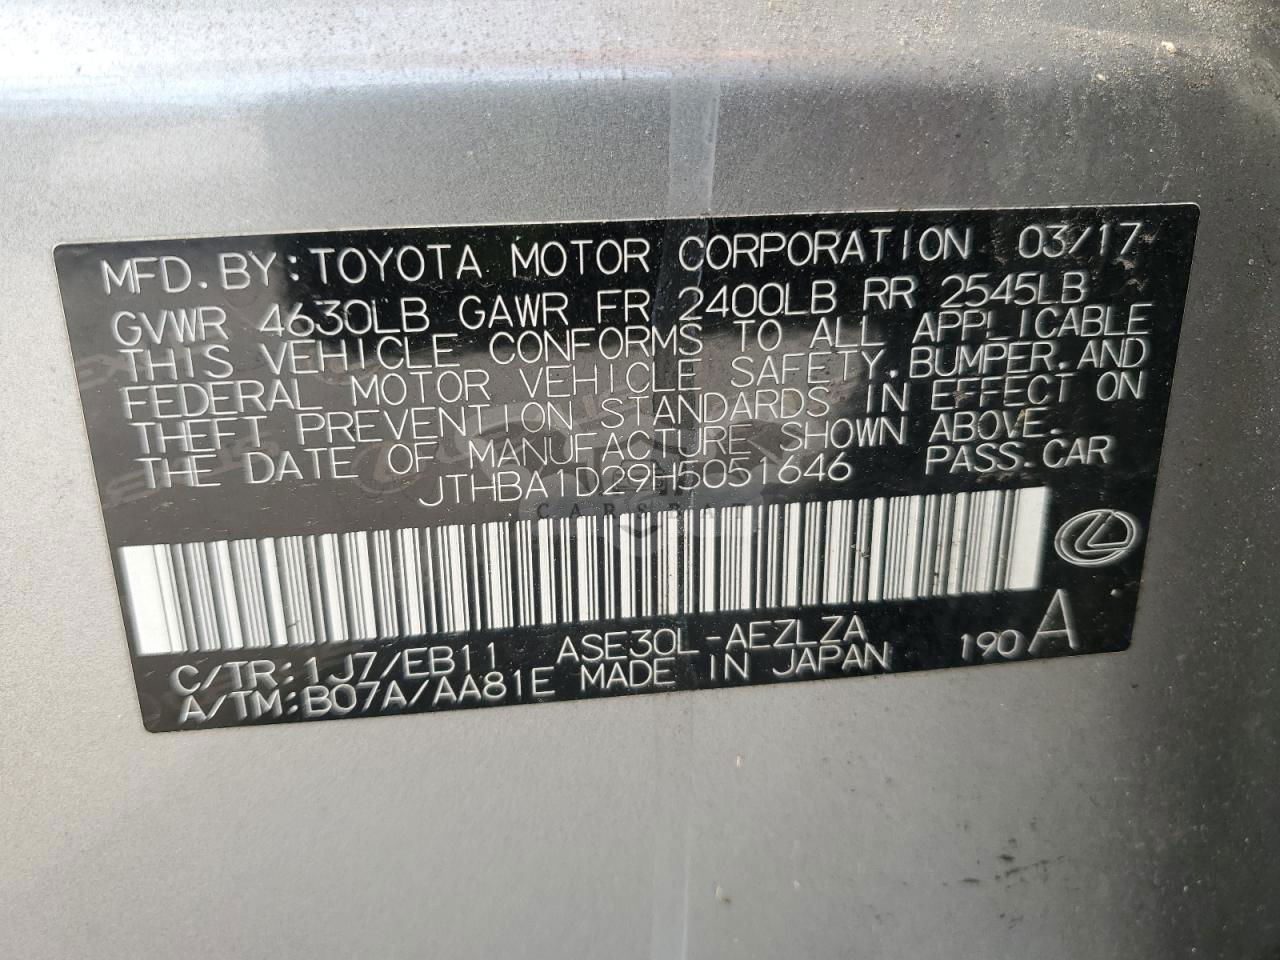 MFD. BY: TOYOTA MOTOR CORPORATION 03/17
GVWR 4630LB GAWR FR 2400LB RR 2545LB
THIS VEHICLE CONFORMS TO ALL APPLICABLE
FEDERAL MOTOR VEHICLE SAFETY, BUMPER, AND
THEFT PREVENTION STANDARDS IN EFFECT ON
THE DATE OF MANUFACTURE SHOWN ABOVE.
JTHBA1D29H5051646 PASS. CAR
C/TR: 1J7/EB11 ASE30L-AEZLZA 190 A
A/TM: B07A/AA81E MADE IN JAPAN